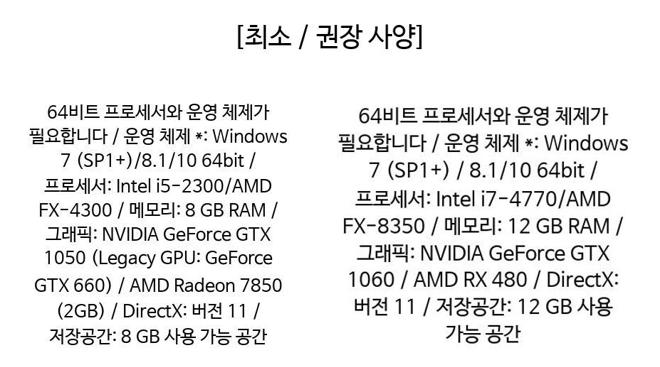 [최소 / 권장 사양]
64비트 프로세서와 운영 체제가
필요합니다 / 운영 체제 *: Windows
7 (SP1+)/8.1/10 64bit /
프로세서: Intel i5-2300/AMD
FX-4300 / 메모리: 8 GB RAM /
그래픽: NVIDIA GeForce GTX
1050 (Legacy GPU: GeForce
GTX 660) / AMD Radeon 7850
(2GB) / DirectX: 버전 11 /
저장공간: 8 GB 사용 가능 공간
64비트 프로세서와 운영 체제가
필요합니다 / 운영 체제 *: Windows
7 (SP1+) / 8.1/10 64bit /
프로세서: Intel i7-4770/AMD
FX-8350 / 메모리: 12 GB RAM /
그래픽: NVIDIA GeForce GTX
1060 / AMD RX 480 / DirectX:
버전 11 / 저장공간: 12 GB 사용
가능 공간